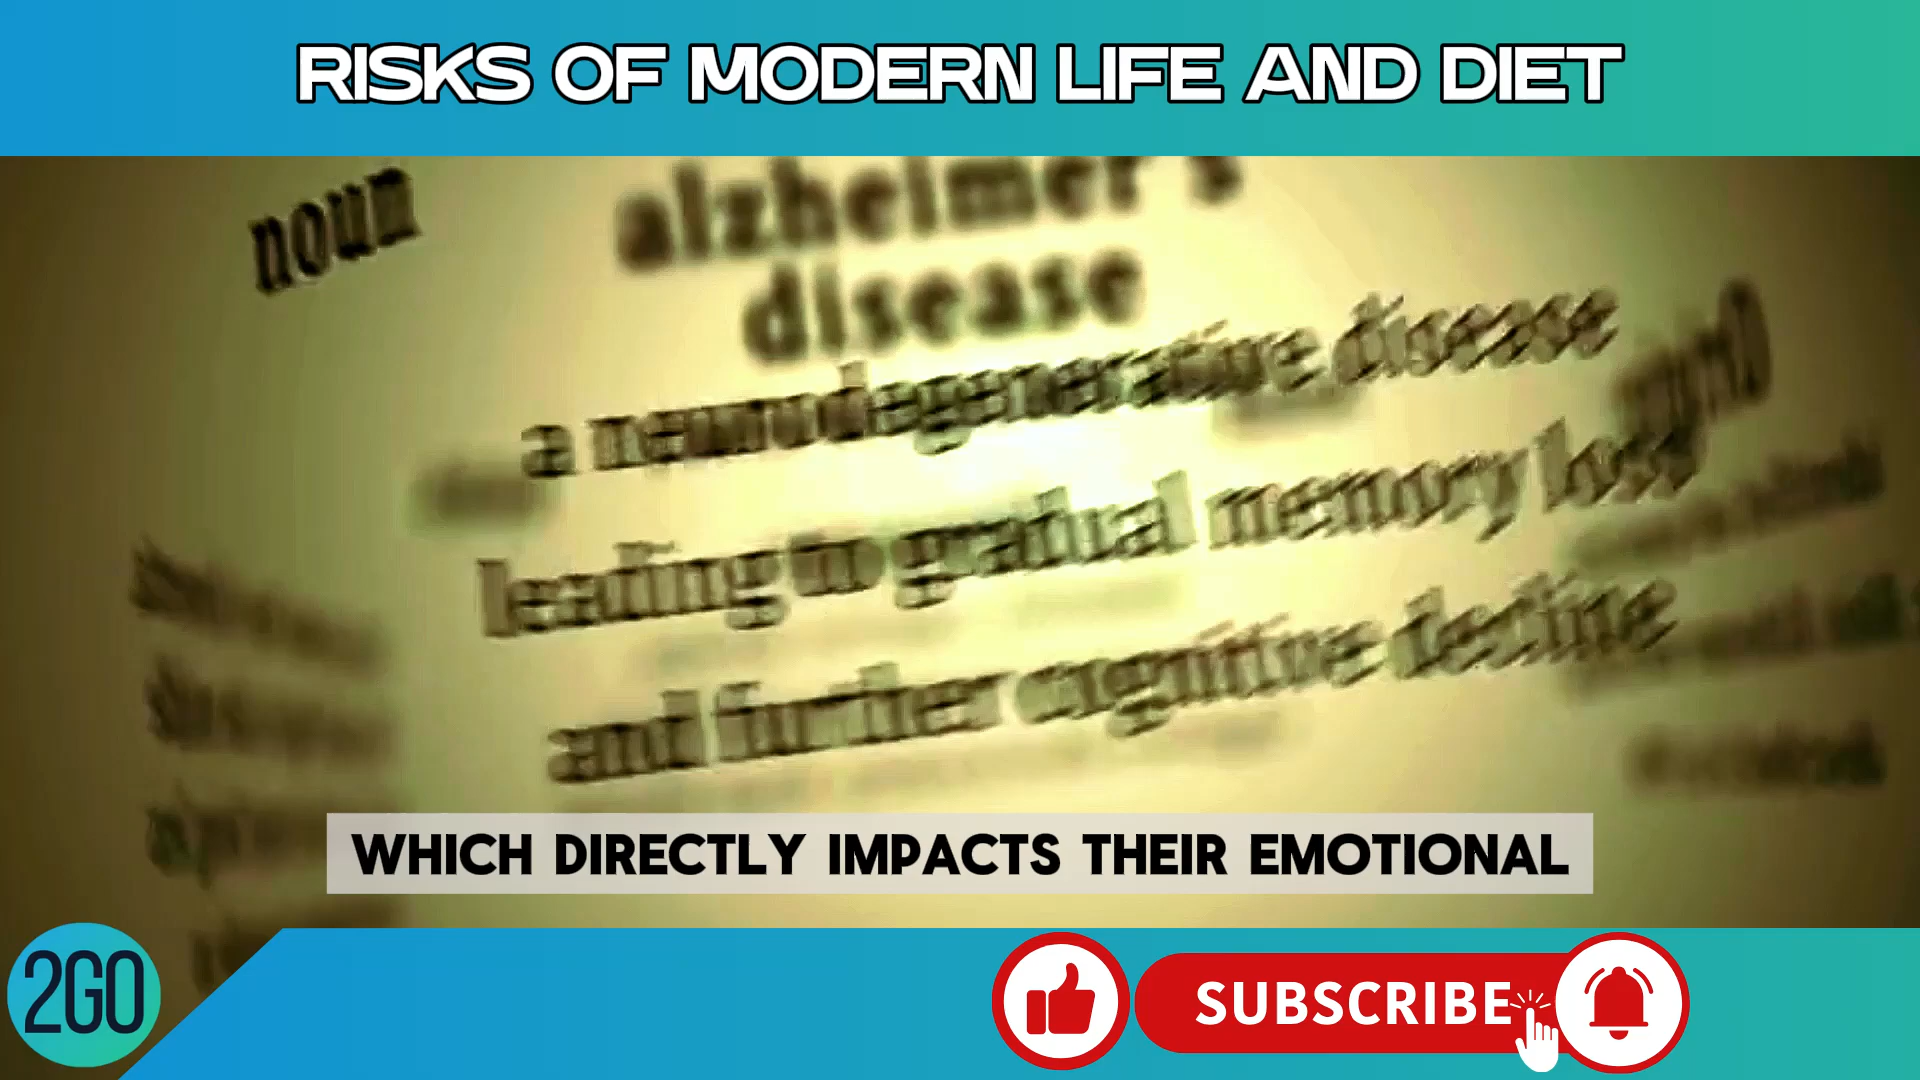 RISKS OF MODERN LIFE AND DIET
noun
alzheimer's
disease
a neurodegenerative disease
leading to gradual memory loss
and further cognitive decline
WHICH DIRECTLY IMPACTS THEIR EMOTIONAL
2GO
SUBSCRIBE